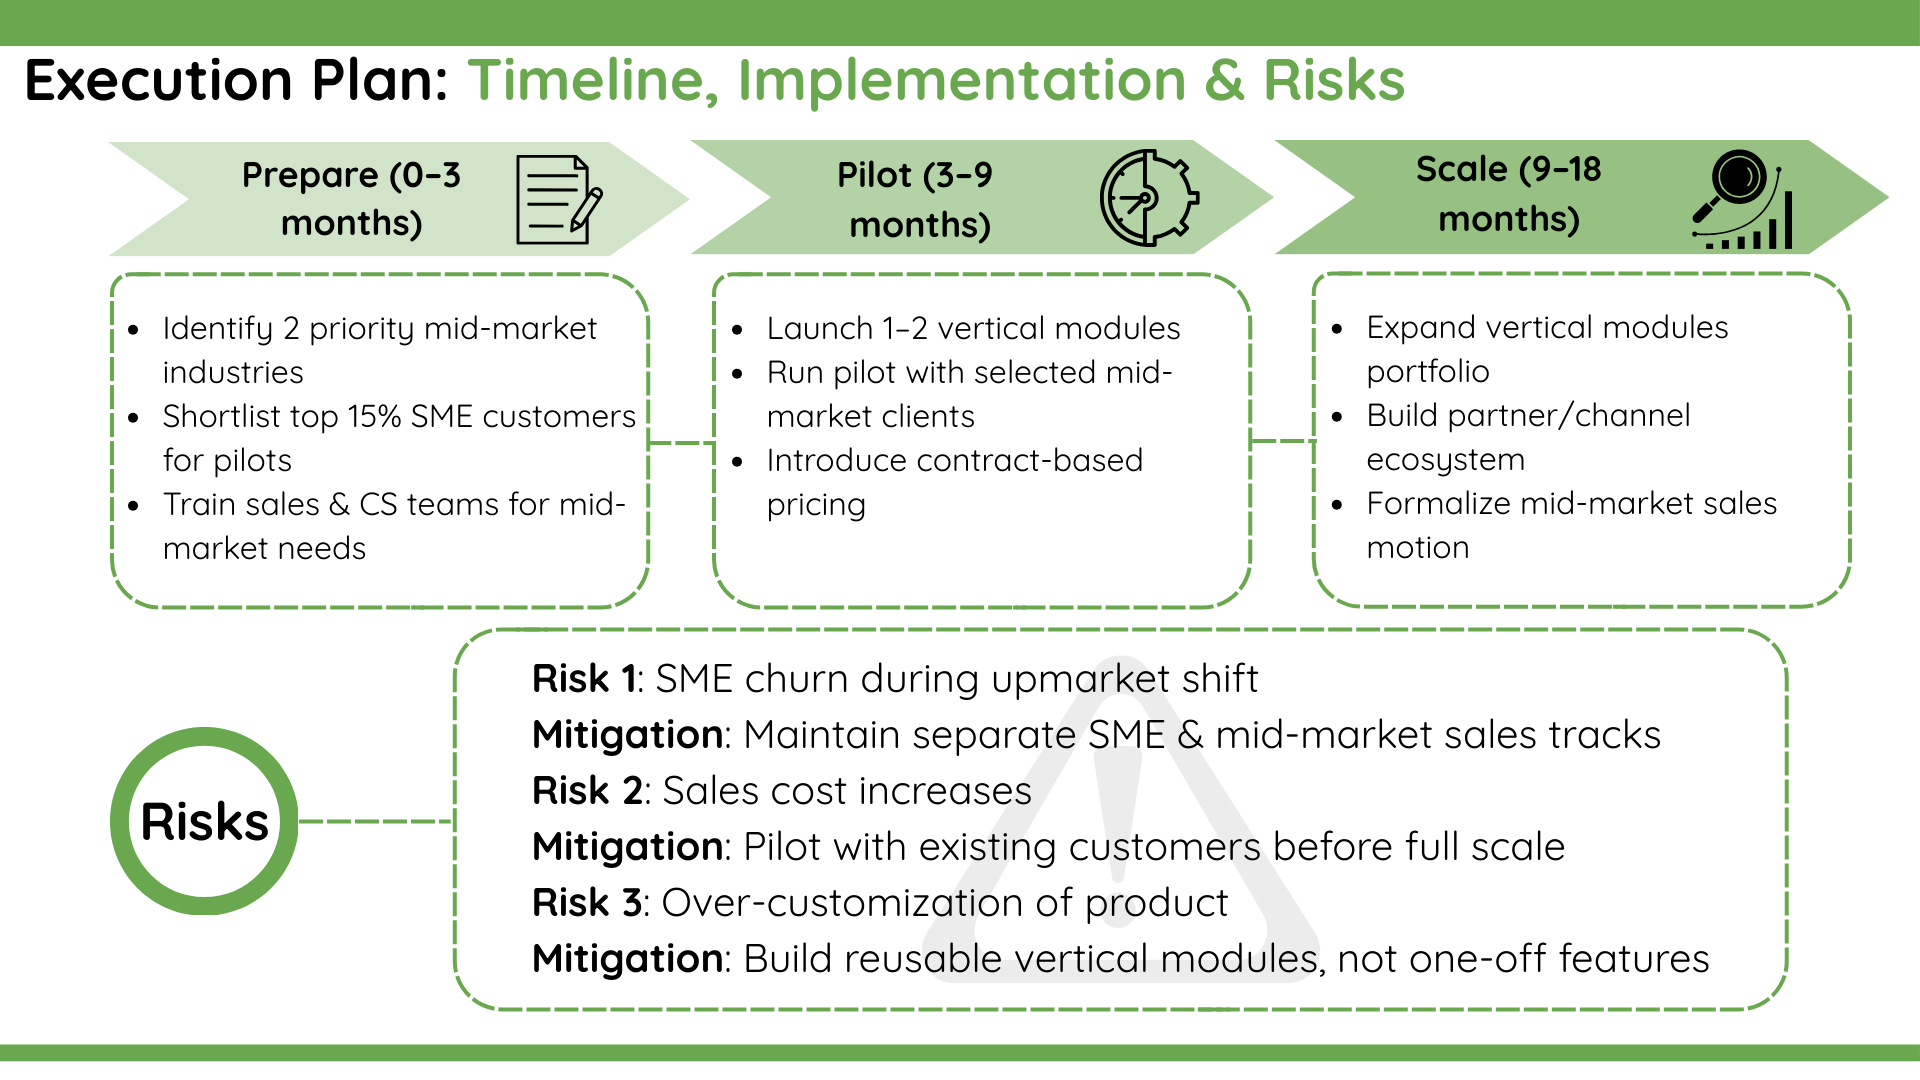 Execution Plan: Timeline, Implementation & Risks
Prepare (0–3
months)
Pilot (3–9
months)
Scale (9–18
months)
• Identify 2 priority mid-market
industries
• Shortlist top 15% SME customers
for pilots
• Train sales & CS teams for mid-
market needs
• Launch 1–2 vertical modules
• Run pilot with selected mid-
market clients
• Introduce contract-based
pricing
• Expand vertical modules
portfolio
• Build partner/channel
ecosystem
• Formalize mid-market sales
motion
Risks
Risk 1: SME churn during upmarket shift
Mitigation: Maintain separate SME & mid-market sales tracks
Risk 2: Sales cost increases
Mitigation: Pilot with existing customers before full scale
Risk 3: Over-customization of product
Mitigation: Build reusable vertical modules, not one-off features